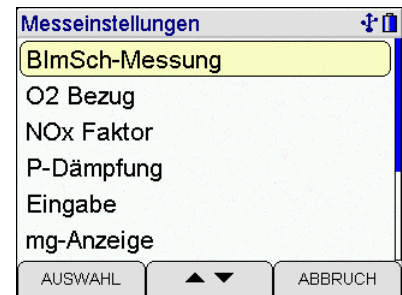 Messeinstellungen
BImSch-Messung
O2 Bezug
NOx Faktor
P-Dämpfung
Eingabe
mg-Anzeige
AUSWAHL ▲ ▼ ABBRUCH